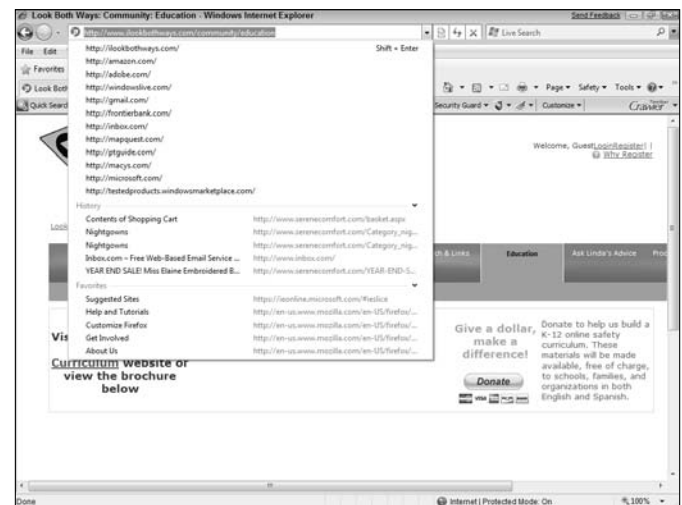 Look Both Ways: Community: Education - Windows Internet Explorer
Send Feedback
http://www.ilookbothways.com/community/education
Live Search
File Edit
http://ilookbothways.com/ Shift + Enter
http://amazon.com/
http://adobe.com/
http://windowslive.com/
http://gmail.com/
http://frontierbank.com/
http://inbox.com/
http://mapquest.com/
http://ptguide.com/
http://macys.com/
http://microsoft.com/
http://testedproducts.windowsmarketplace.com/
Favorites
Look Both
Page Safety Tools
Quick Search
Security Guard Customize Crawler
Welcome, Guest Login Register | |
Why Register
History
Contents of Shopping Cart http://www.serenecomfort.com/basket.aspx
Nightgowns http://www.serenecomfort.com/Category_nig...
Nightgowns http://www.serenecomfort.com/Category_nig...
Inbox.com - Free Web-Based Email Service ... http://www.inbox.com/
YEAR END SALE! Miss Elaine Embroidered B... http://www.serenecomfort.com/YEAR-END-S...
Look
h & Links Education Ask Linda's Advice Proc
Favorites
Suggested Sites https://ieonline.microsoft.com/#ieslice
Help and Tutorials http://en-us.www.mozilla.com/en-US/firefox/...
Customize Firefox http://en-us.www.mozilla.com/en-US/firefox/...
Get Involved http://en-us.www.mozilla.com/en-US/firefox/...
About Us http://en-us.www.mozilla.com/en-US/firefox/...
Vis
Curriculum website or
view the brochure
below
Give a dollar,
make a
difference!
Donate
VISA
Donate to help us build a
K-12 online safety
curriculum. These
materials will be made
available, free of charge,
to schools, families, and
organizations in both
English and Spanish.
Done Internet | Protected Mode: On 100%